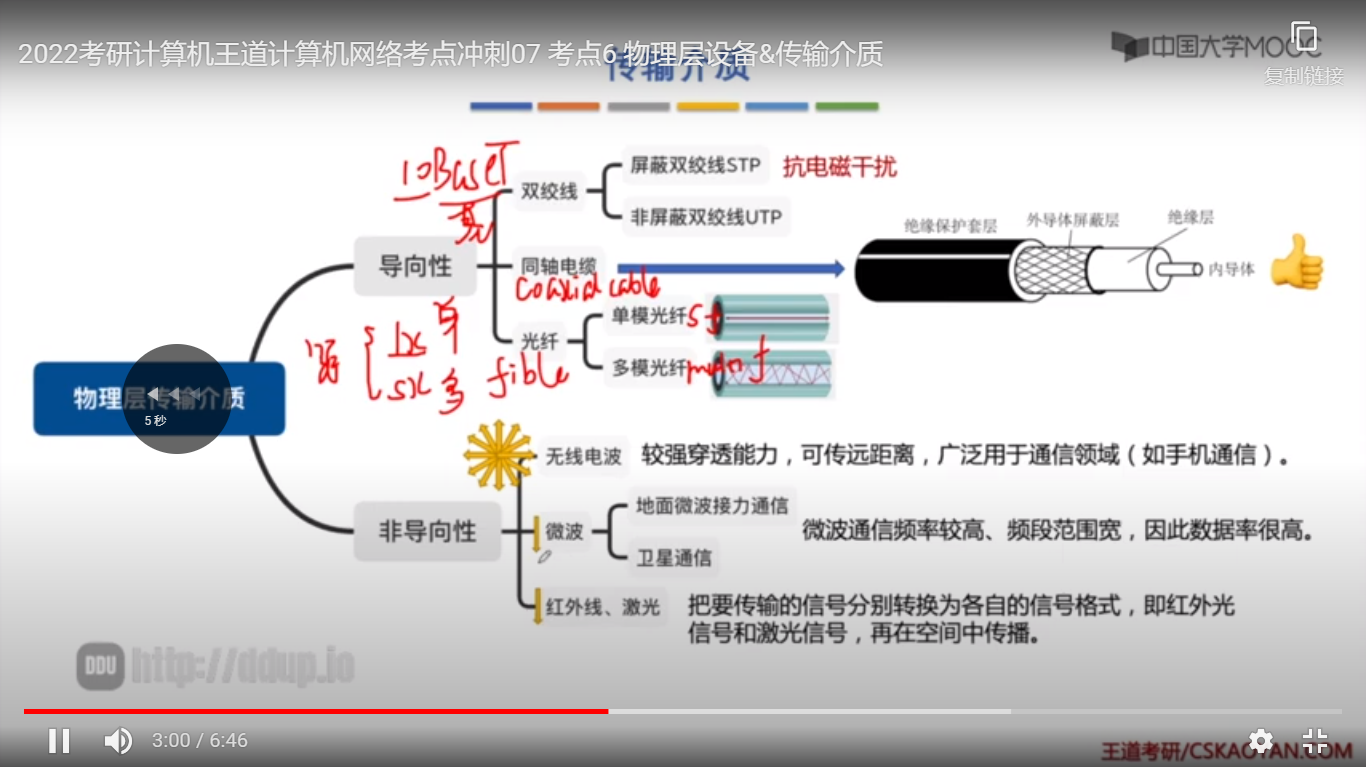 2022考研计算机王道计算机网络考点冲刺07 考点6 物理层设备&传输介质
中国大学MOOC
复制链接
传输介质
10BaseT
双绞线
屏蔽双绞线STP
抗电磁干扰
非屏蔽双绞线UTP
导向性
同轴电缆
coaxial cable
绝缘保护套层
外导体屏蔽层
绝缘层
内导体
光纤
单模光纤
多模光纤
sf
lx 单
sx 多
fible
物理层传输介质
5 秒
无线电波
较强穿透能力，可传远距离，广泛用于通信领域（如手机通信）。
非导向性
微波
地面微波接力通信
卫星通信
微波通信频率较高、频段范围宽，因此数据率很高。
红外线、激光
把要传输的信号分别转换为各自的信号格式，即红外光
信号和激光信号，再在空间中传播。
DDU http://ddup.io
3:00 / 6:46
王道考研/CSKAOYAN.COM